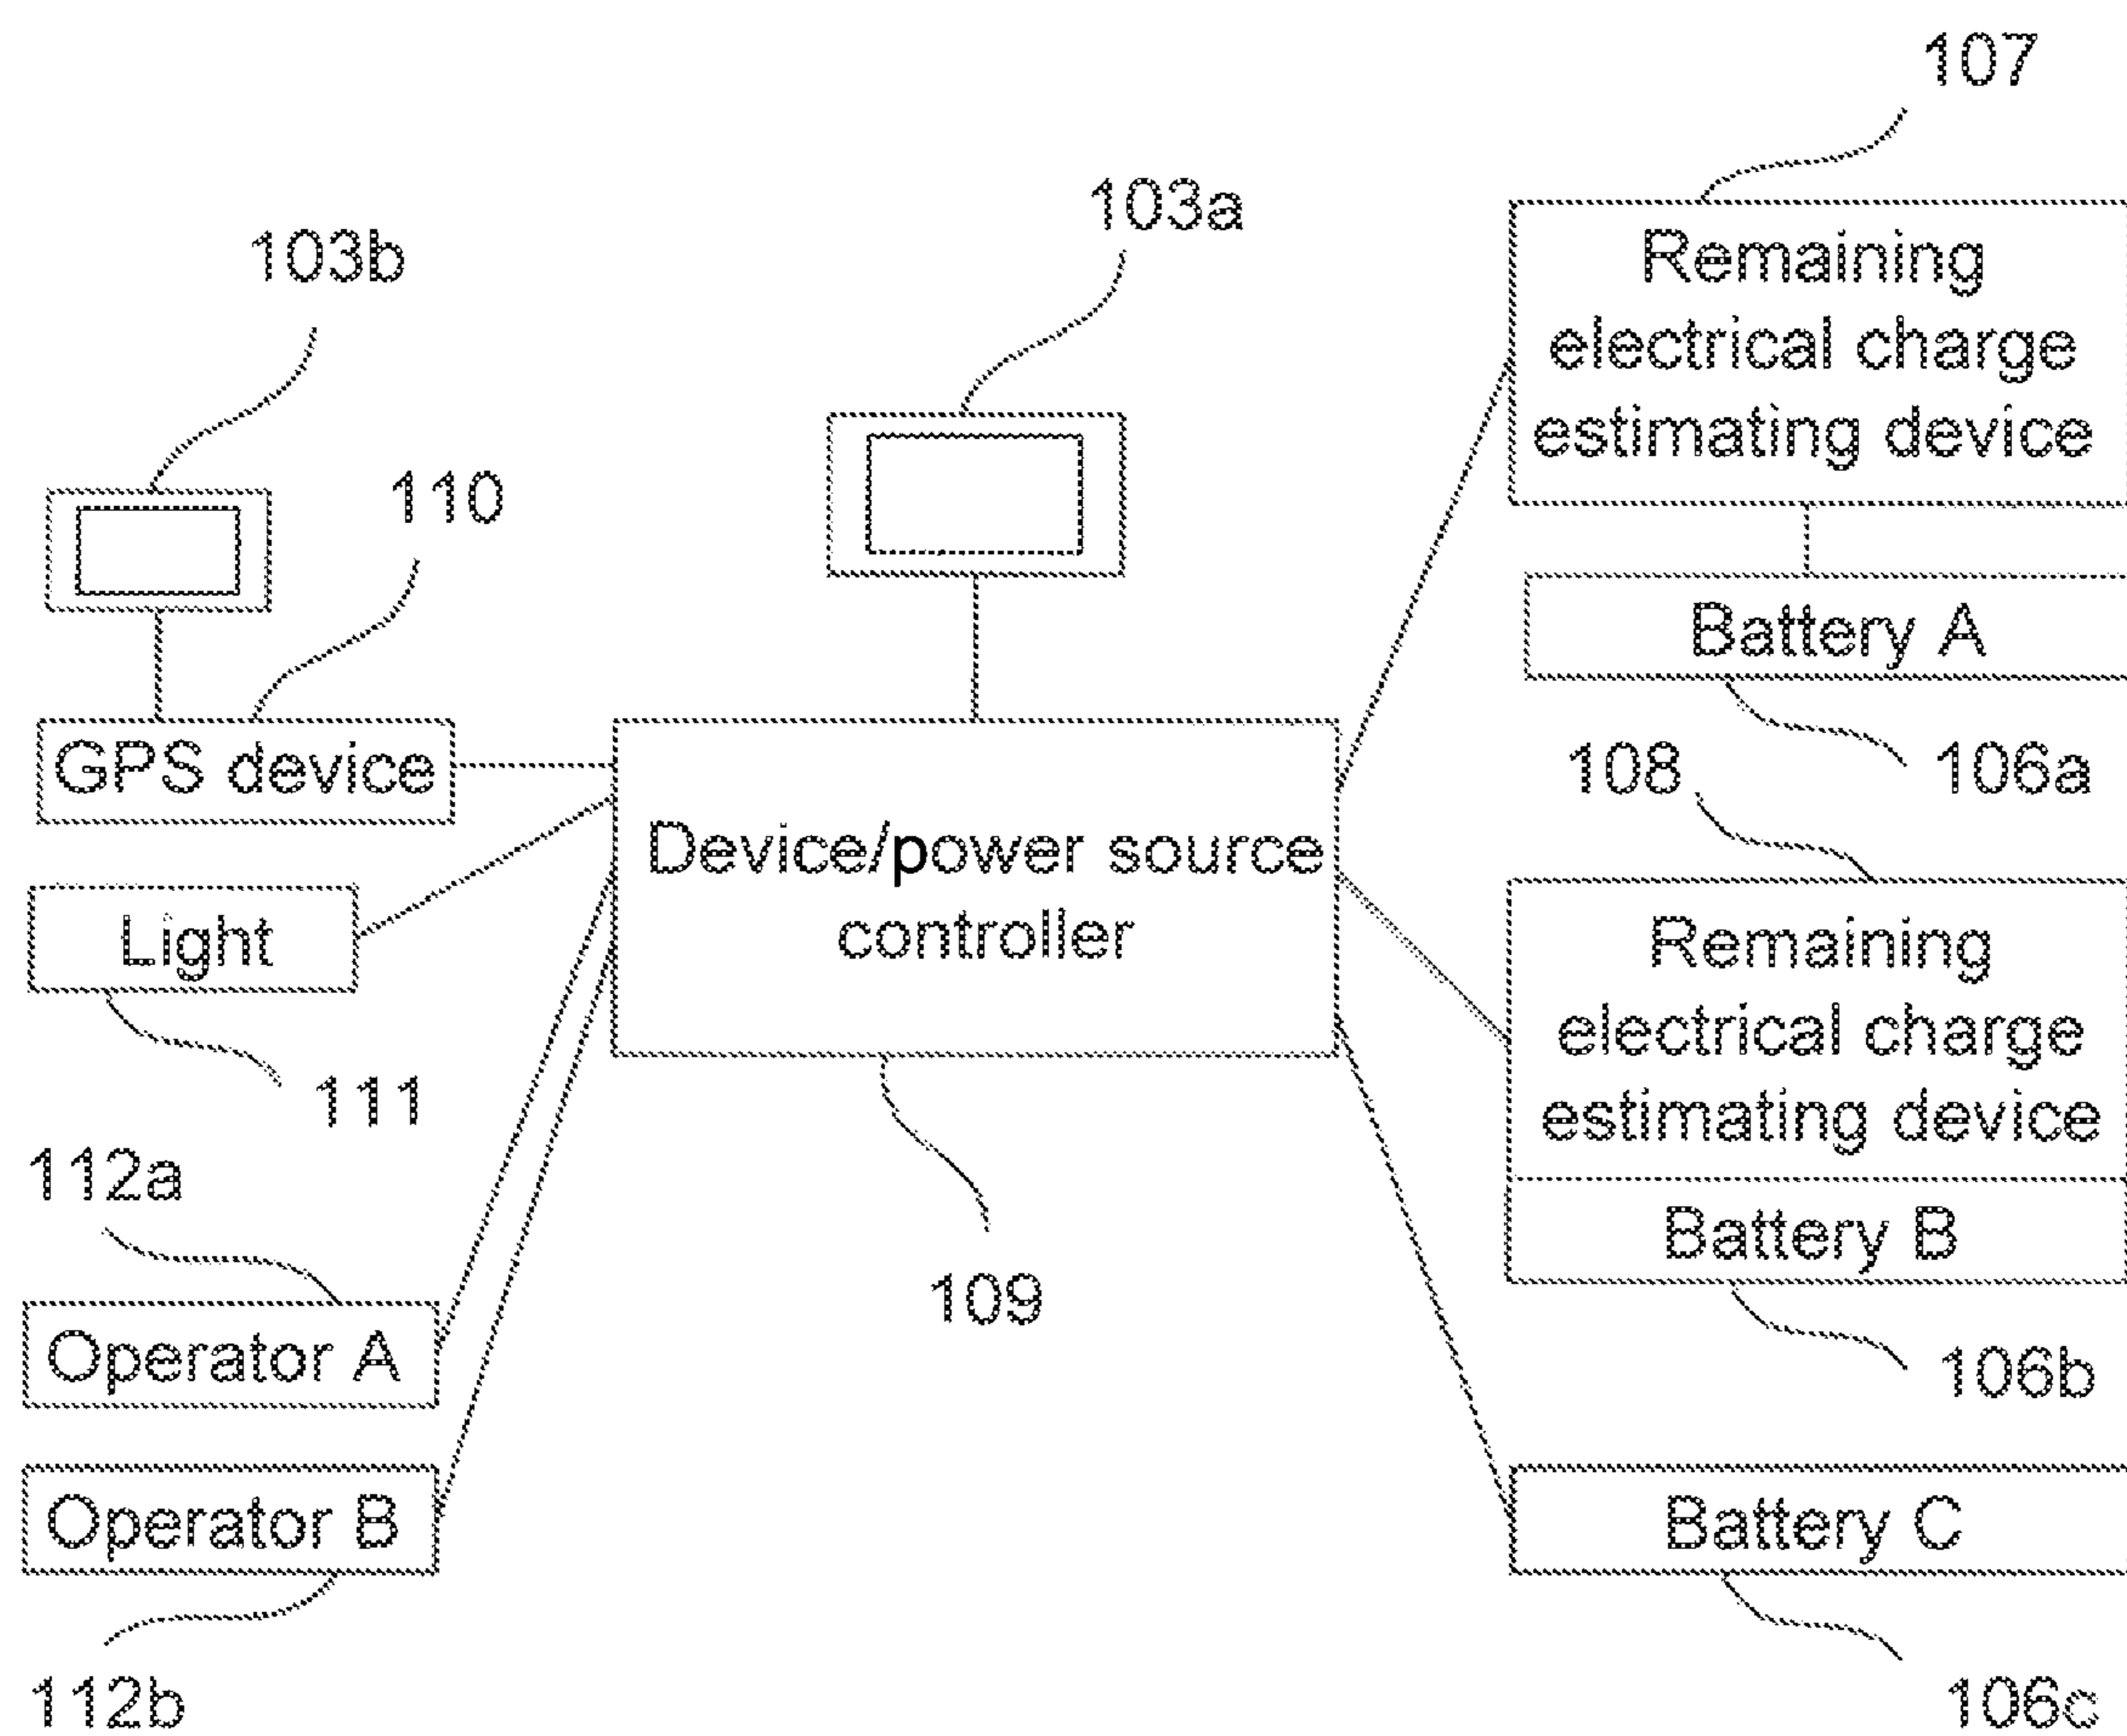 107
103a
103b
Remaining
electrical charge
estimating device
110
Battery A
GPS device
108
106a
Device/power source
controller
Light
Remaining
electrical charge
estimating device
111
112a
Battery B
109
Operator A
106b
Operator B
Battery C
112b
106c